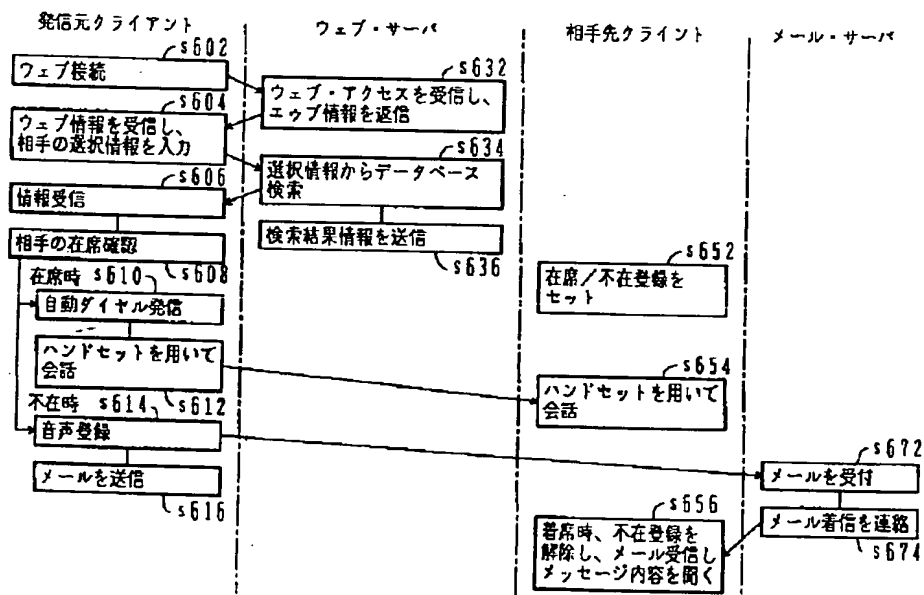 発信元クライアント
ウェブ・サーバ
相手先クライント
メール・サーバ
s602
ウェブ接続
s632
ウェブ・アクセスを受信し、
エゥブ情報を返信
s604
ウェブ情報を受信し、
相手の選択情報を入力
s634
選択情報からデータベース
検索
s606
情報受信
検索結果情報を送信
s636
相手の在席確認
s608
s652
在席／不在登録を
セット
在席時 s610
自動ダイヤル発信
ハンドセットを用いて
会話
s612
s654
ハンドセットを用いて
会話
不在時 s614
音声登録
メールを送信
s616
s672
メールを受付
メール着信を連絡
s674
s656
着席時、不在登録を
解除し、メール受信し
メッセージ内容を聞く